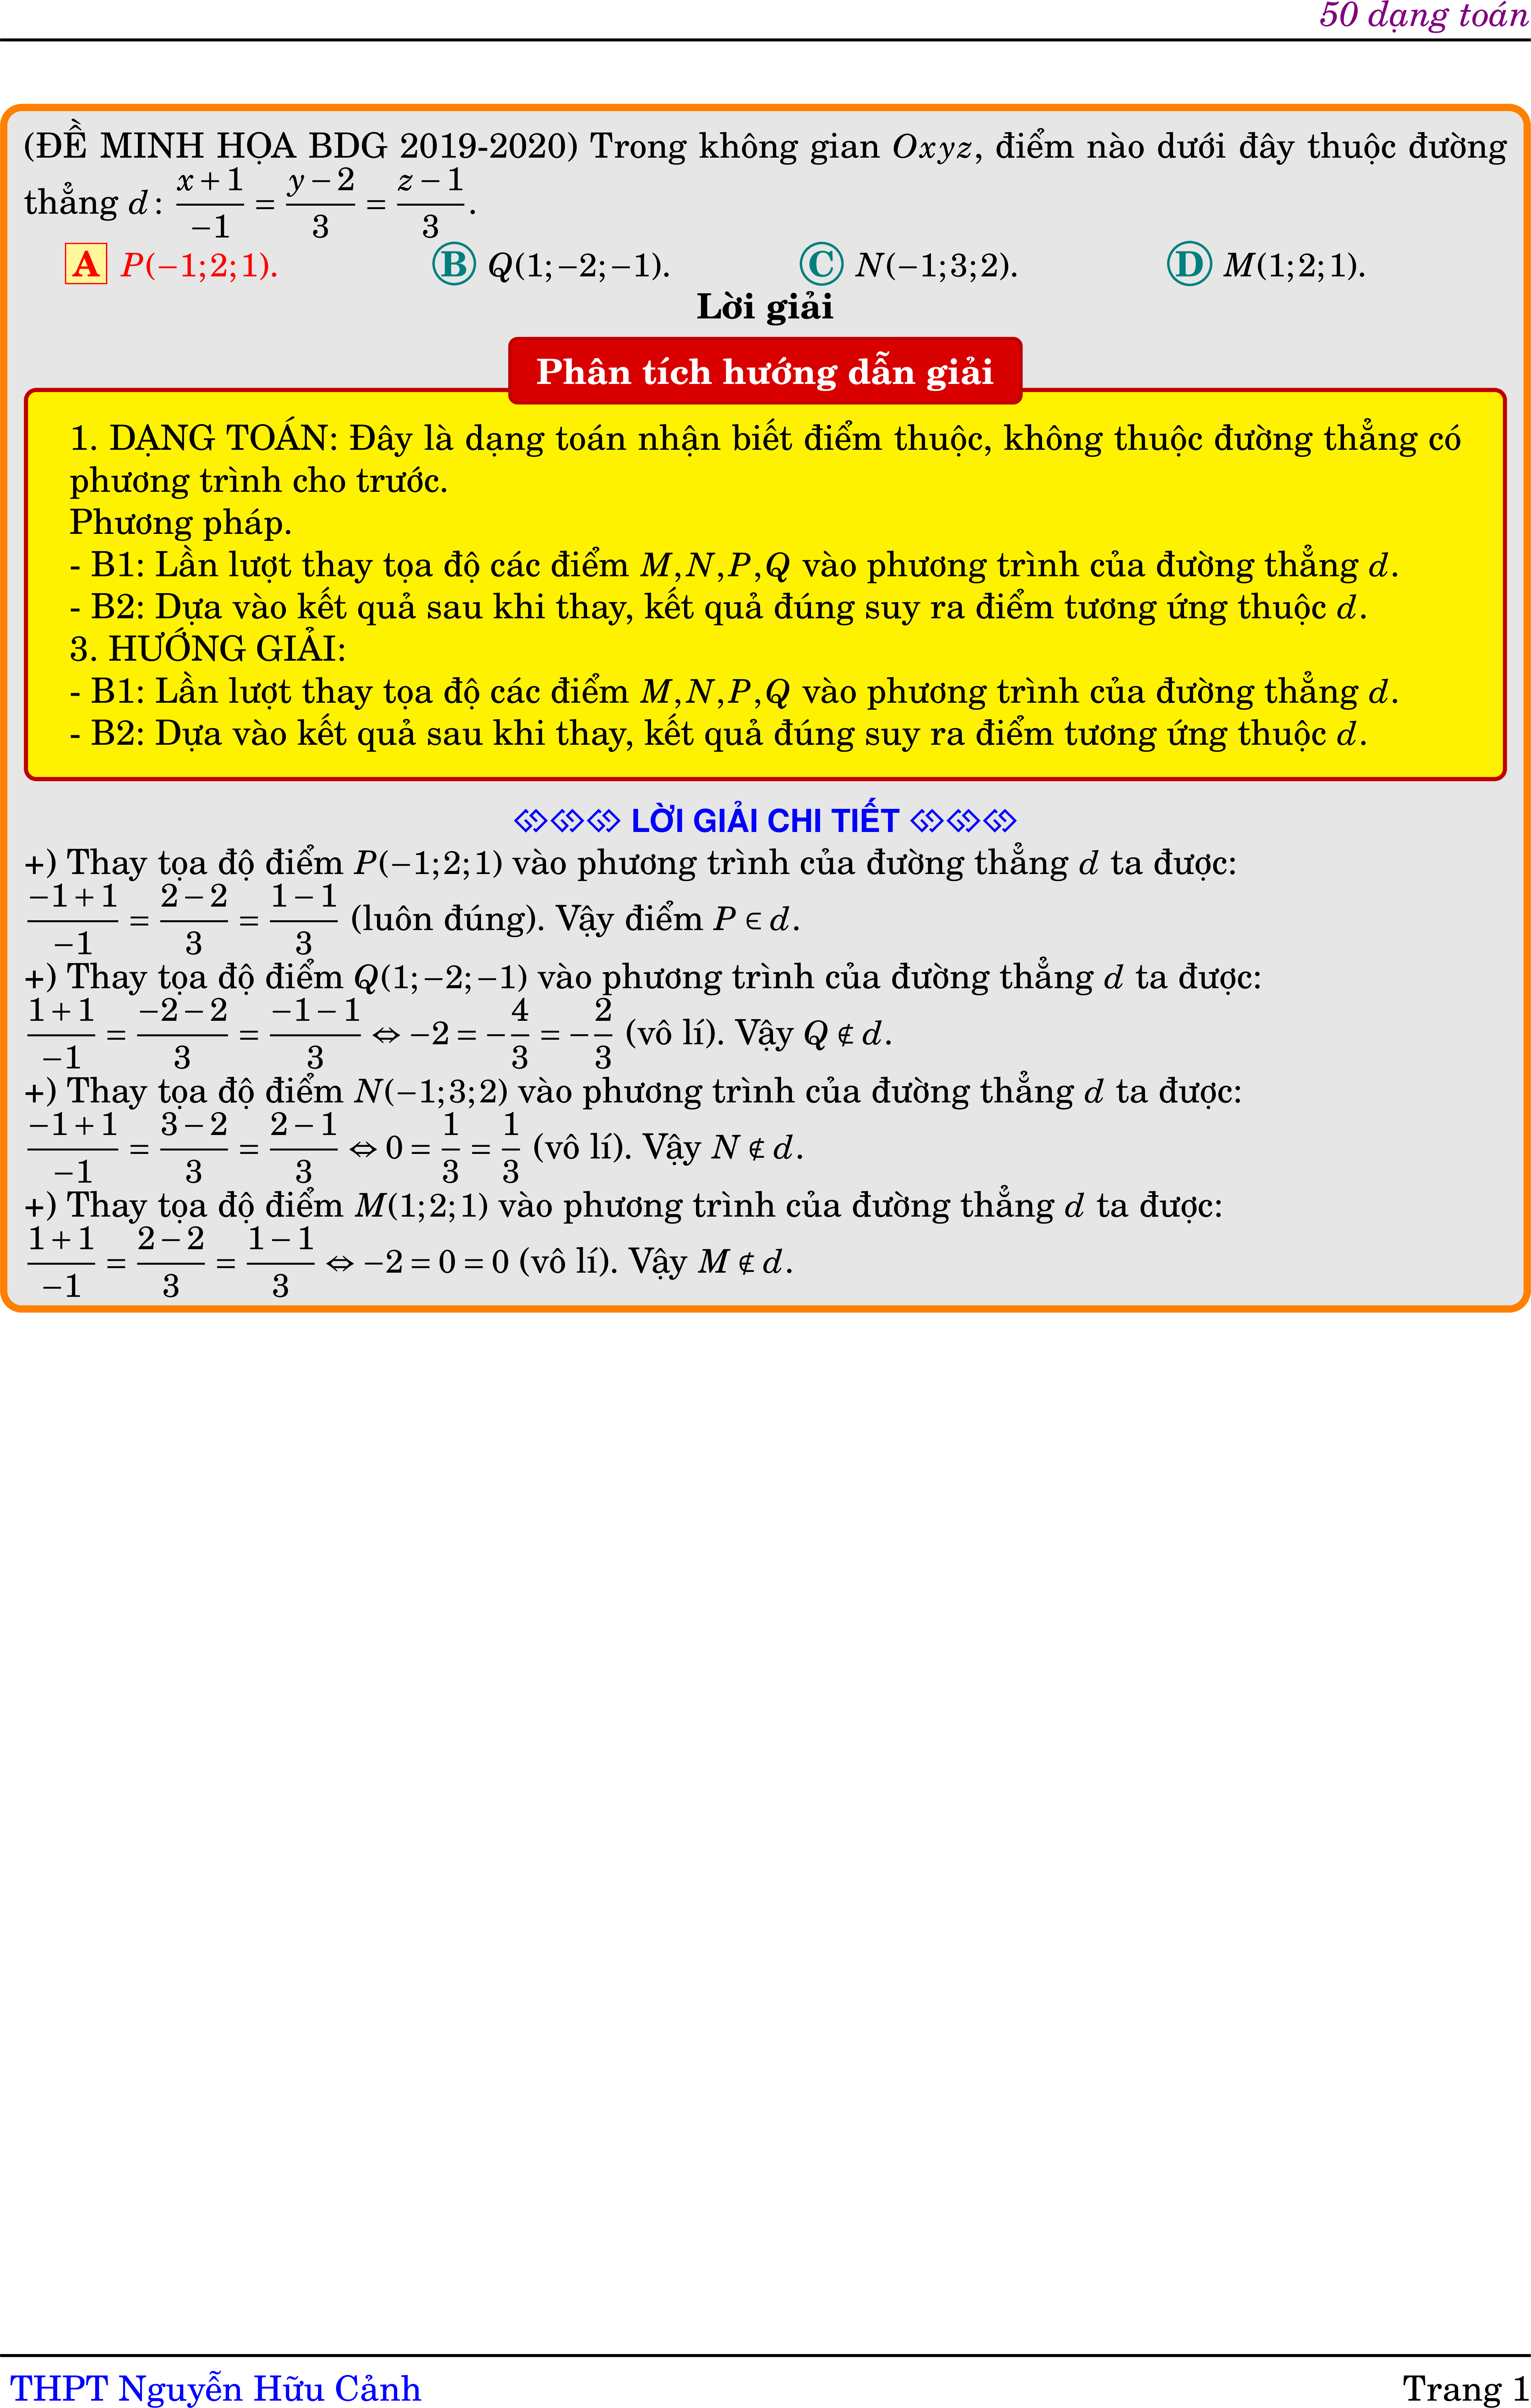 50 dạng toán
(ĐỀ MINH HỌA BDG 2019-2020) Trong không gian Oxyz, điểm nào dưới đây thuộc đường
thẳng d: \frac{x+1}{-1} = \frac{y-2}{3} = \frac{z-1}{3}.
A P(−1;2;1). B Q(1;−2;−1). C N(−1;3;2). D M(1;2;1).
Lời giải
Phân tích hướng dẫn giải
1. DẠNG TOÁN: Đây là dạng toán nhận biết điểm thuộc, không thuộc đường thẳng có
phương trình cho trước.
Phương pháp.
- B1: Lần lượt thay tọa độ các điểm M,N,P,Q vào phương trình của đường thẳng d.
- B2: Dựa vào kết quả sau khi thay, kết quả đúng suy ra điểm tương ứng thuộc d.
3. HƯỚNG GIẢI:
- B1: Lần lượt thay tọa độ các điểm M,N,P,Q vào phương trình của đường thẳng d.
- B2: Dựa vào kết quả sau khi thay, kết quả đúng suy ra điểm tương ứng thuộc d.
LỜI GIẢI CHI TIẾT
+) Thay tọa độ điểm P(−1;2;1) vào phương trình của đường thẳng d ta được:
\frac{-1+1}{-1} = \frac{2-2}{3} = \frac{1-1}{3} (luôn đúng). Vậy điểm P ∈ d.
+) Thay tọa độ điểm Q(1;−2;−1) vào phương trình của đường thẳng d ta được:
\frac{1+1}{-1} = \frac{-2-2}{3} = \frac{-1-1}{3} ⇔ −2 = −\frac{4}{3} = −\frac{2}{3} (vô lí). Vậy Q ∉ d.
+) Thay tọa độ điểm N(−1;3;2) vào phương trình của đường thẳng d ta được:
\frac{-1+1}{-1} = \frac{3-2}{3} = \frac{2-1}{3} ⇔ 0 = \frac{1}{3} = \frac{1}{3} (vô lí). Vậy N ∉ d.
+) Thay tọa độ điểm M(1;2;1) vào phương trình của đường thẳng d ta được:
\frac{1+1}{-1} = \frac{2-2}{3} = \frac{1-1}{3} ⇔ −2 = 0 = 0 (vô lí). Vậy M ∉ d.
THPT Nguyễn Hữu Cảnh Trang 1